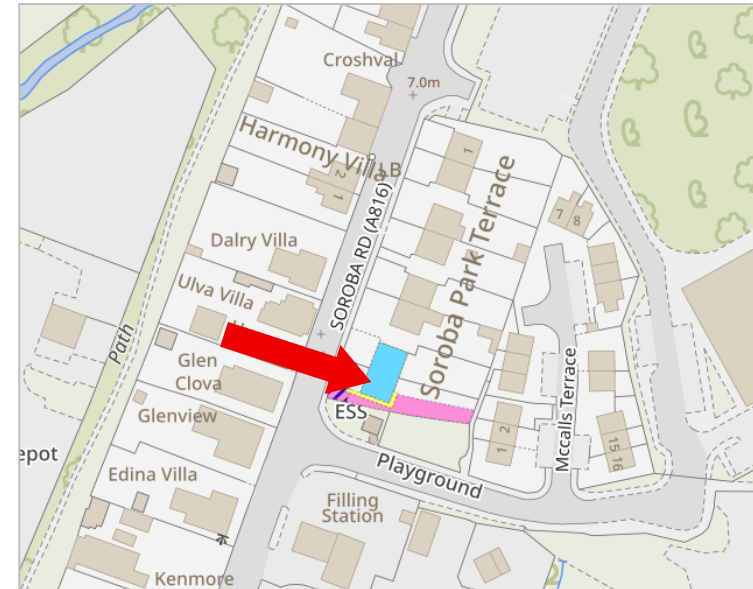 Croshval
7.0m
Harmony Villa
LB
1
2
1
SOROBA RD (A816)
Soroba Park Terrace
7
8
Dalry Villa
Ulva Villa
Path
Glen
Clova
Mccalls Terrace
Glenview
ESS
2
1
15
16
epot
Playground
Edina Villa
Filling
Station
Kenmore